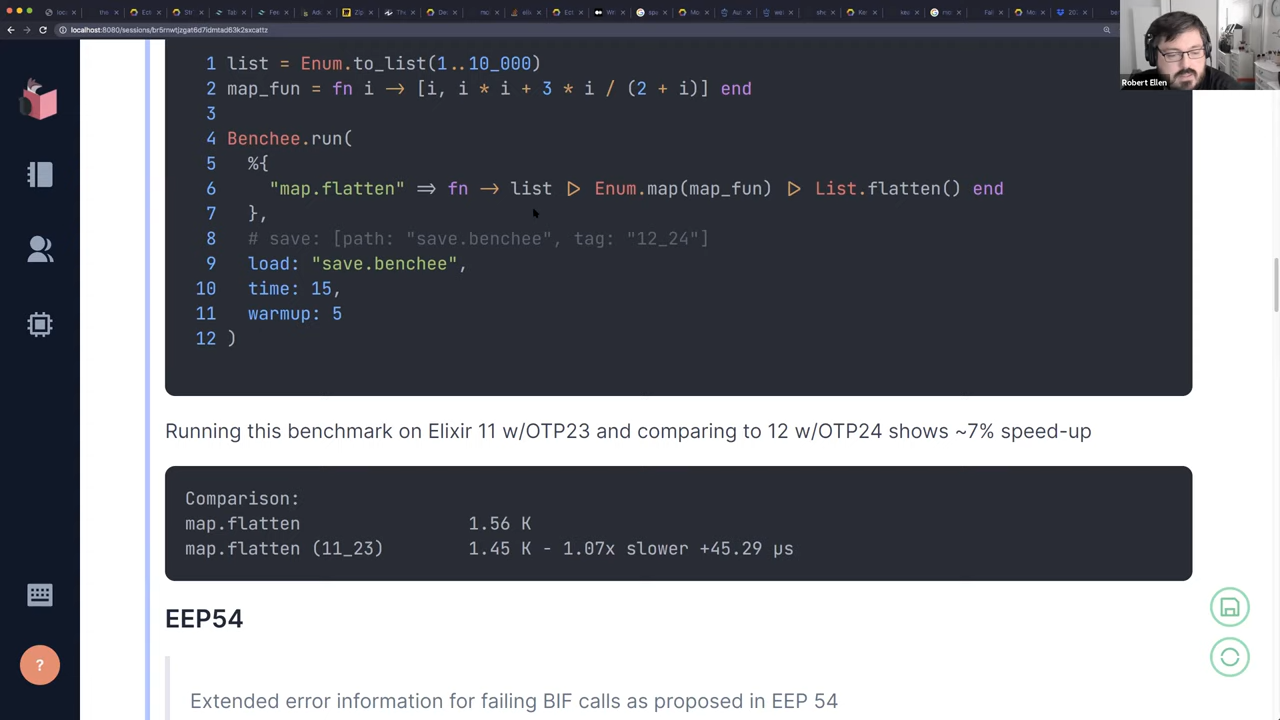 localhost:8080/sessions/br5mwtjzgat6d7idmtad63k2sxcattz
Robert Ellen
1 list = Enum.to_list(1..10_000)
2 map_fun = fn i -> [i, i * i + 3 * i / (2 + i)] end
3
4 Benchee.run(
5 %{
6 "map.flatten" => fn -> list |> Enum.map(map_fun) |> List.flatten() end
7 },
8 # save: [path: "save.benchee", tag: "12_24"]
9 load: "save.benchee",
10 time: 15,
11 warmup: 5
12 )
Running this benchmark on Elixir 11 w/OTP23 and comparing to 12 w/OTP24 shows ~7% speed-up
Comparison:
map.flatten 1.56 K
map.flatten (11_23) 1.45 K - 1.07x slower +45.29 μs
EEP54
?
Extended error information for failing BIF calls as proposed in EEP 54